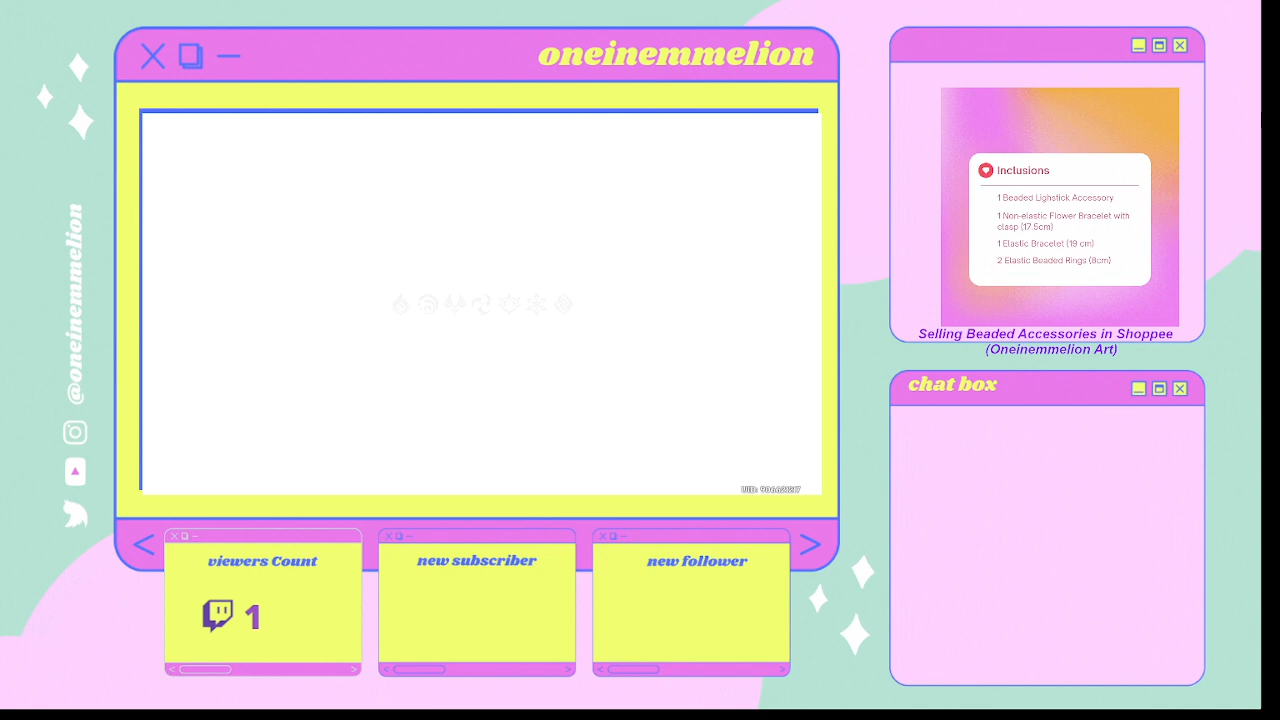 oneinemmelion
@oneinemmelion
Inclusions
1 Beaded Lighstick Accessory
1 Non-elastic Flower Bracelet with
clasp (17.5cm)
1 Elastic Bracelet (19 cm)
2 Elastic Beaded Rings (8cm)
Selling Beaded Accessories in Shoppee
(Oneinemmelion Art)
chat box
viewers Count
1
new subscriber
new follower
UID: